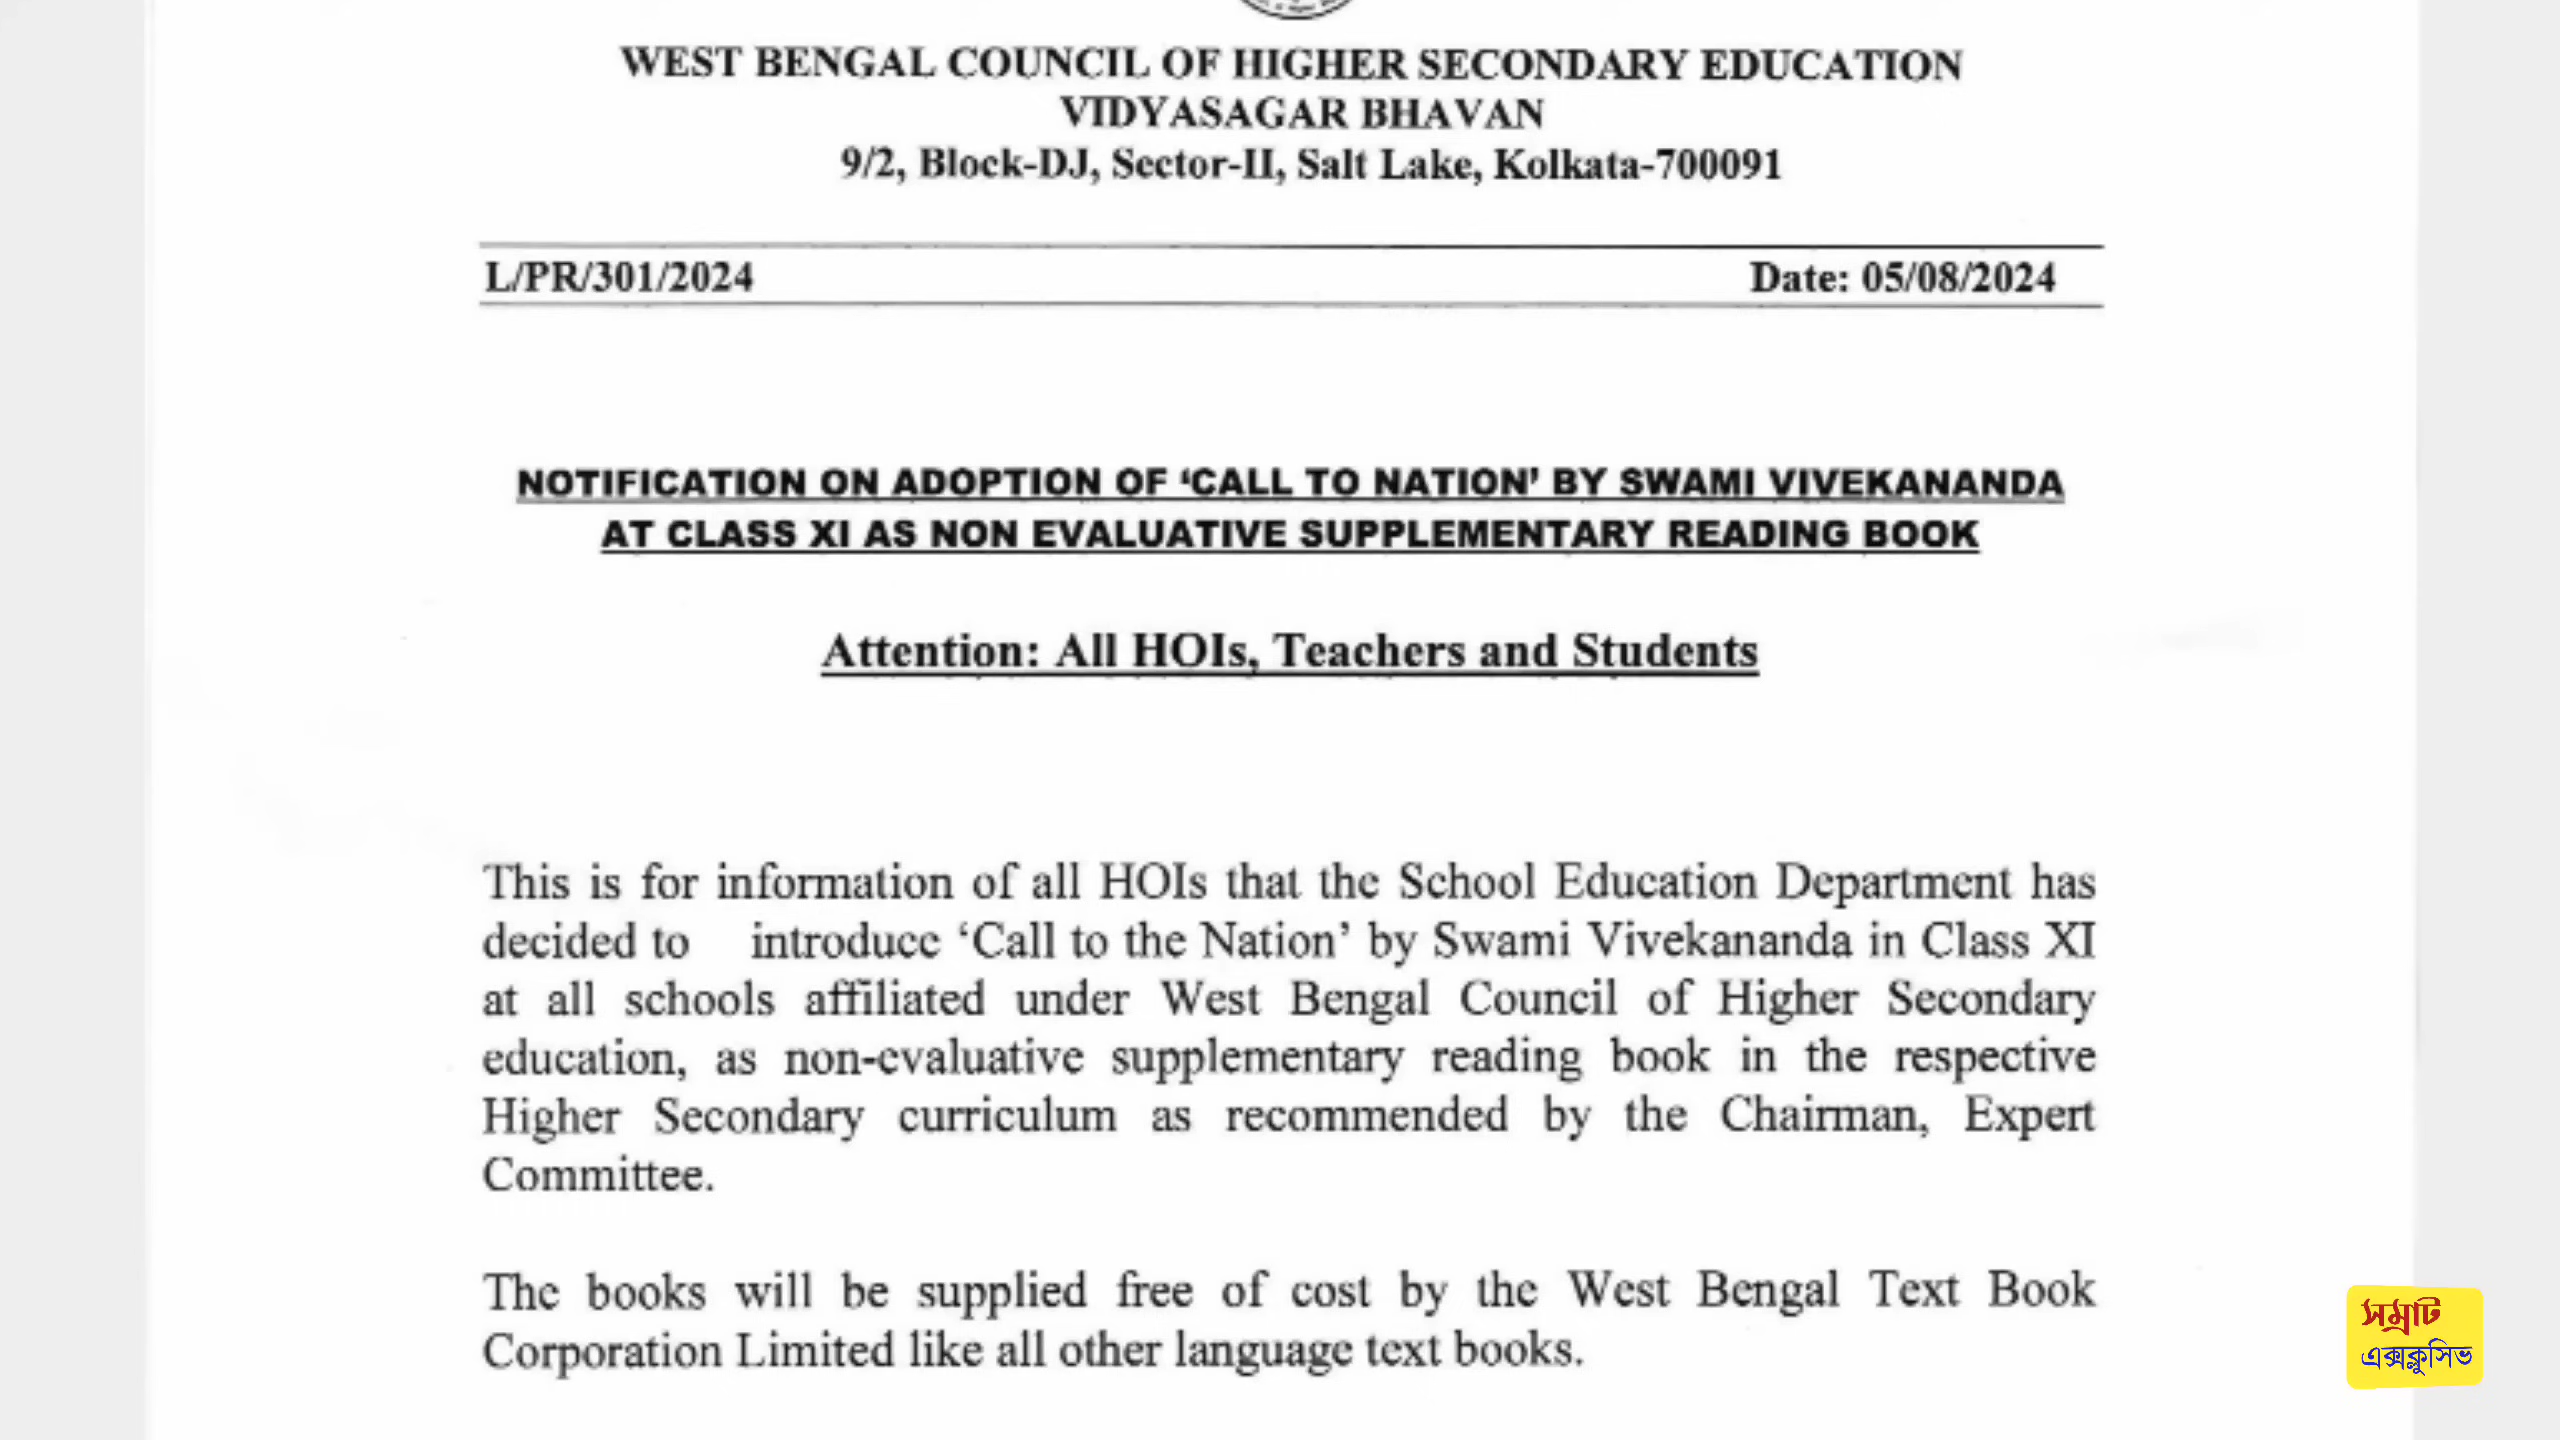 WEST BENGAL COUNCIL OF HIGHER SECONDARY EDUCATION
VIDYASAGAR BHAVAN
9/2, Block-DJ, Sector-II, Salt Lake, Kolkata-700091
L/PR/301/2024 Date: 05/08/2024
NOTIFICATION ON ADOPTION OF ‘CALL TO NATION’ BY SWAMI VIVEKANANDA
AT CLASS XI AS NON EVALUATIVE SUPPLEMENTARY READING BOOK
Attention: All HOIs, Teachers and Students
This is for information of all HOIs that the School Education Department has
decided to introduce ‘Call to the Nation’ by Swami Vivekananda in Class XI
at all schools affiliated under West Bengal Council of Higher Secondary
education, as non-evaluative supplementary reading book in the respective
Higher Secondary curriculum as recommended by the Chairman, Expert
Committee.
The books will be supplied free of cost by the West Bengal Text Book
Corporation Limited like all other language text books.
সম্রাট
এক্সক্লুসিভ